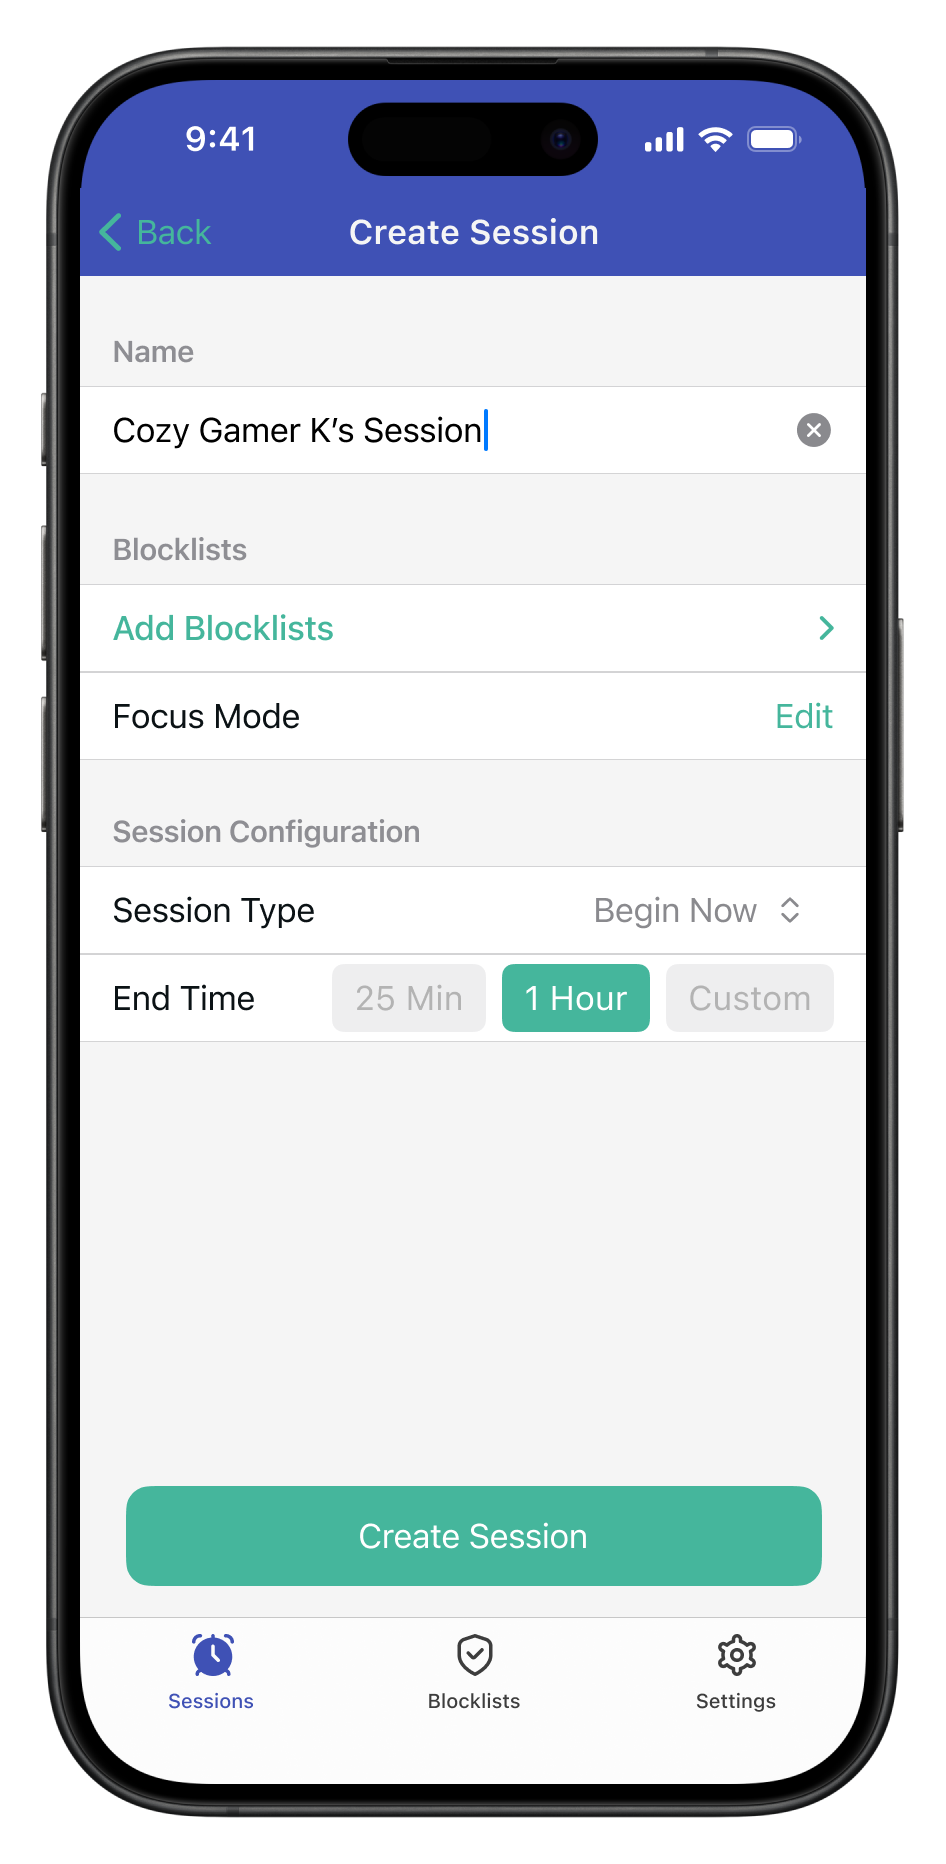 9:41
Back
Create Session
Name
Cozy Gamer K’s Session
Blocklists
Add Blocklists
Focus Mode Edit
Session Configuration
Session Type Begin Now
End Time 25 Min 1 Hour Custom
Create Session
Sessions Blocklists Settings